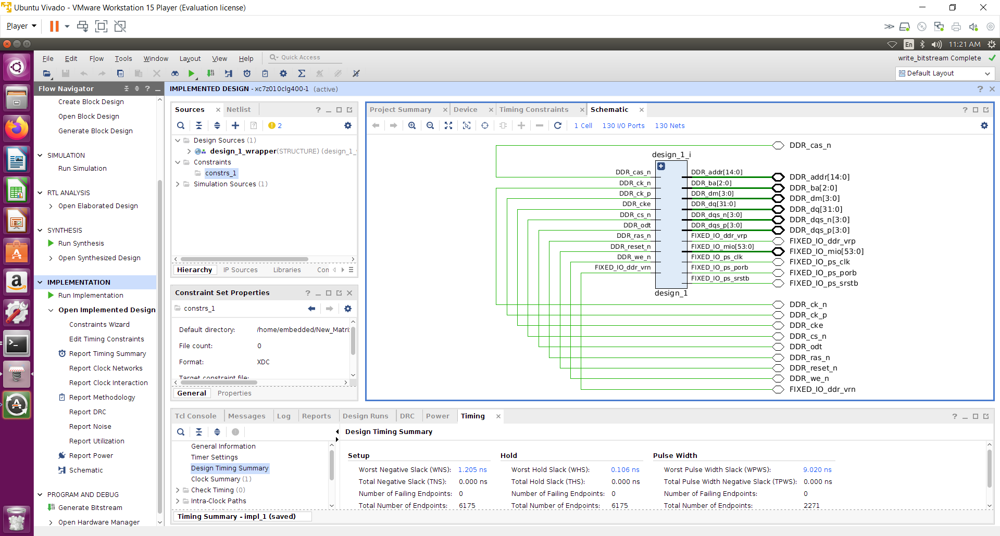 Ubuntu Vivado - VMware Workstation 15 Player (Evaluation license)
Player
En 11:21 AM
File Edit Flow Tools Window Layout View Help Quick Access
write_bitstream Complete
Default Layout
Flow Navigator
Create Block Design
Open Block Design
Generate Block Design
SIMULATION
Run Simulation
RTL ANALYSIS
Open Elaborated Design
SYNTHESIS
Run Synthesis
Open Synthesized Design
IMPLEMENTATION
Run Implementation
Open Implemented Design
Constraints Wizard
Edit Timing Constraints
Report Timing Summary
Report Clock Networks
Report Clock Interaction
Report Methodology
Report DRC
Report Noise
Report Utilization
Report Power
Schematic
PROGRAM AND DEBUG
Generate Bitstream
Open Hardware Manager
IMPLEMENTED DESIGN - xc7z010clg400-1 (active)
Sources Netlist
2
Design Sources (1)
design_1_wrapper(STRUCTURE) (design_1_
Constraints
constrs_1
Simulation Sources (1)
Hierarchy IP Sources Libraries Con
Constraint Set Properties
constrs_1
Default directory: /home/embedded/New_Matri
File count: 0
Format: XDC
Target constraint file:
General Properties
Project Summary Device Timing Constraints Schematic
1 Cell 130 I/O Ports 130 Nets
design_1_i
DDR_cas_n
DDR_ck_n
DDR_ck_p
DDR_cke
DDR_cs_n
DDR_odt
DDR_ras_n
DDR_reset_n
DDR_we_n
FIXED_IO_ddr_vrn
DDR_addr[14:0]
DDR_ba[2:0]
DDR_dm[3:0]
DDR_dq[31:0]
DDR_dqs_n[3:0]
DDR_dqs_p[3:0]
FIXED_IO_ddr_vrp
FIXED_IO_mio[53:0]
FIXED_IO_ps_clk
FIXED_IO_ps_porb
FIXED_IO_ps_srstb
design_1
DDR_cas_n
DDR_addr[14:0]
DDR_ba[2:0]
DDR_dm[3:0]
DDR_dq[31:0]
DDR_dqs_n[3:0]
DDR_dqs_p[3:0]
FIXED_IO_ddr_vrp
FIXED_IO_mio[53:0]
FIXED_IO_ps_clk
FIXED_IO_ps_porb
FIXED_IO_ps_srstb
DDR_ck_n
DDR_ck_p
DDR_cke
DDR_cs_n
DDR_odt
DDR_ras_n
DDR_reset_n
DDR_we_n
FIXED_IO_ddr_vrn
Tcl Console Messages Log Reports Design Runs DRC Power Timing
General Information
Timer Settings
Design Timing Summary
Clock Summary (1)
Check Timing (0)
Intra-Clock Paths
Timing Summary - impl_1 (saved)
Design Timing Summary
Setup Hold Pulse Width
Worst Negative Slack (WNS): 1.205 ns Worst Hold Slack (WHS): 0.106 ns Worst Pulse Width Slack (WPWS): 9.020 ns
Total Negative Slack (TNS): 0.000 ns Total Hold Slack (THS): 0.000 ns Total Pulse Width Negative Slack (TPWS): 0.000 ns
Number of Failing Endpoints: 0 Number of Failing Endpoints: 0 Number of Failing Endpoints: 0
Total Number of Endpoints: 6175 Total Number of Endpoints: 6175 Total Number of Endpoints: 2271